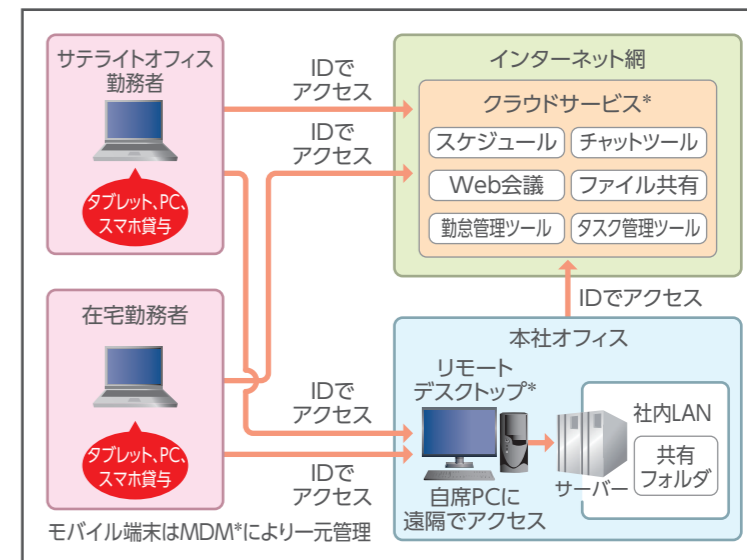 サテライトオフィス
勤務者
タブレット、PC、
スマホ貸与
IDで
アクセス
IDで
アクセス
インターネット網
クラウドサービス*
スケジュール
チャットツール
Web会議
ファイル共有
勤怠管理ツール
タスク管理ツール
IDでアクセス
在宅勤務者
タブレット、PC、
スマホ貸与
IDで
アクセス
IDで
アクセス
本社オフィス
リモート
デスクトップ*
自席PCに
遠隔でアクセス
サーバー
社内LAN
共有
フォルダ
モバイル端末はMDM*により一元管理